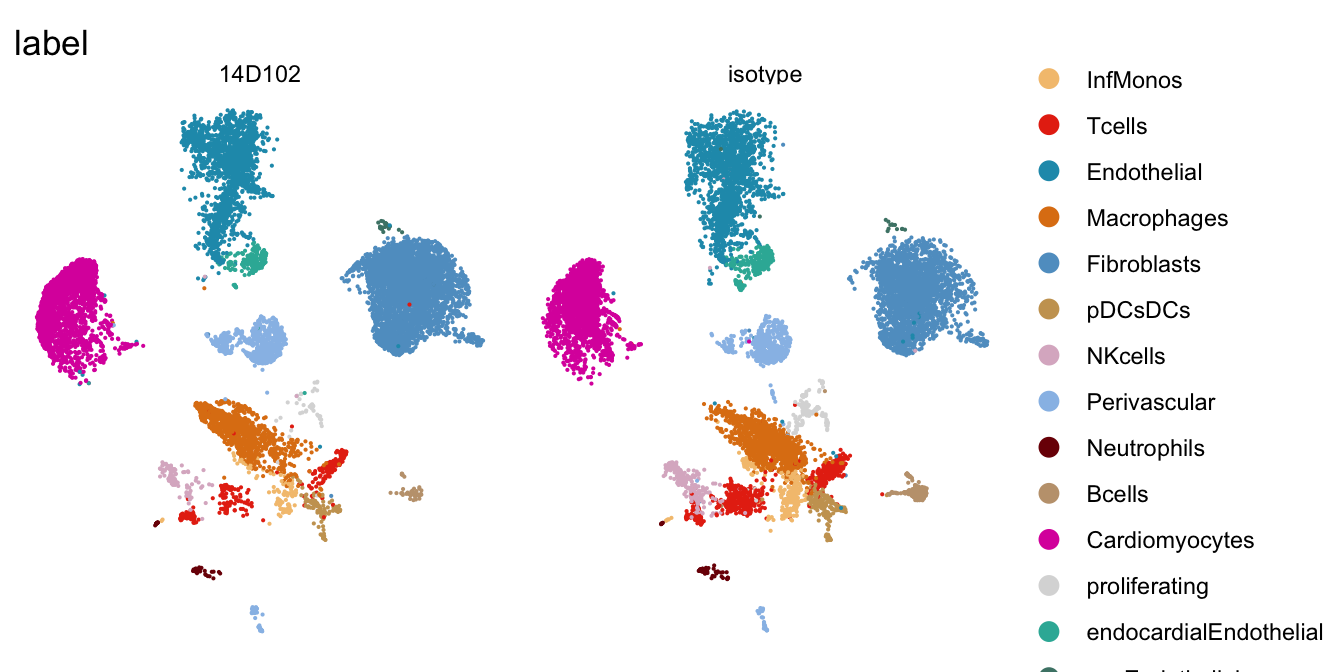 label
14D102
isotype
InfMonos
Tcells
Endothelial
Macrophages
Fibroblasts
pDCsDCs
NKcells
Perivascular
Neutrophils
Bcells
Cardiomyocytes
proliferating
endocardialEndothelial